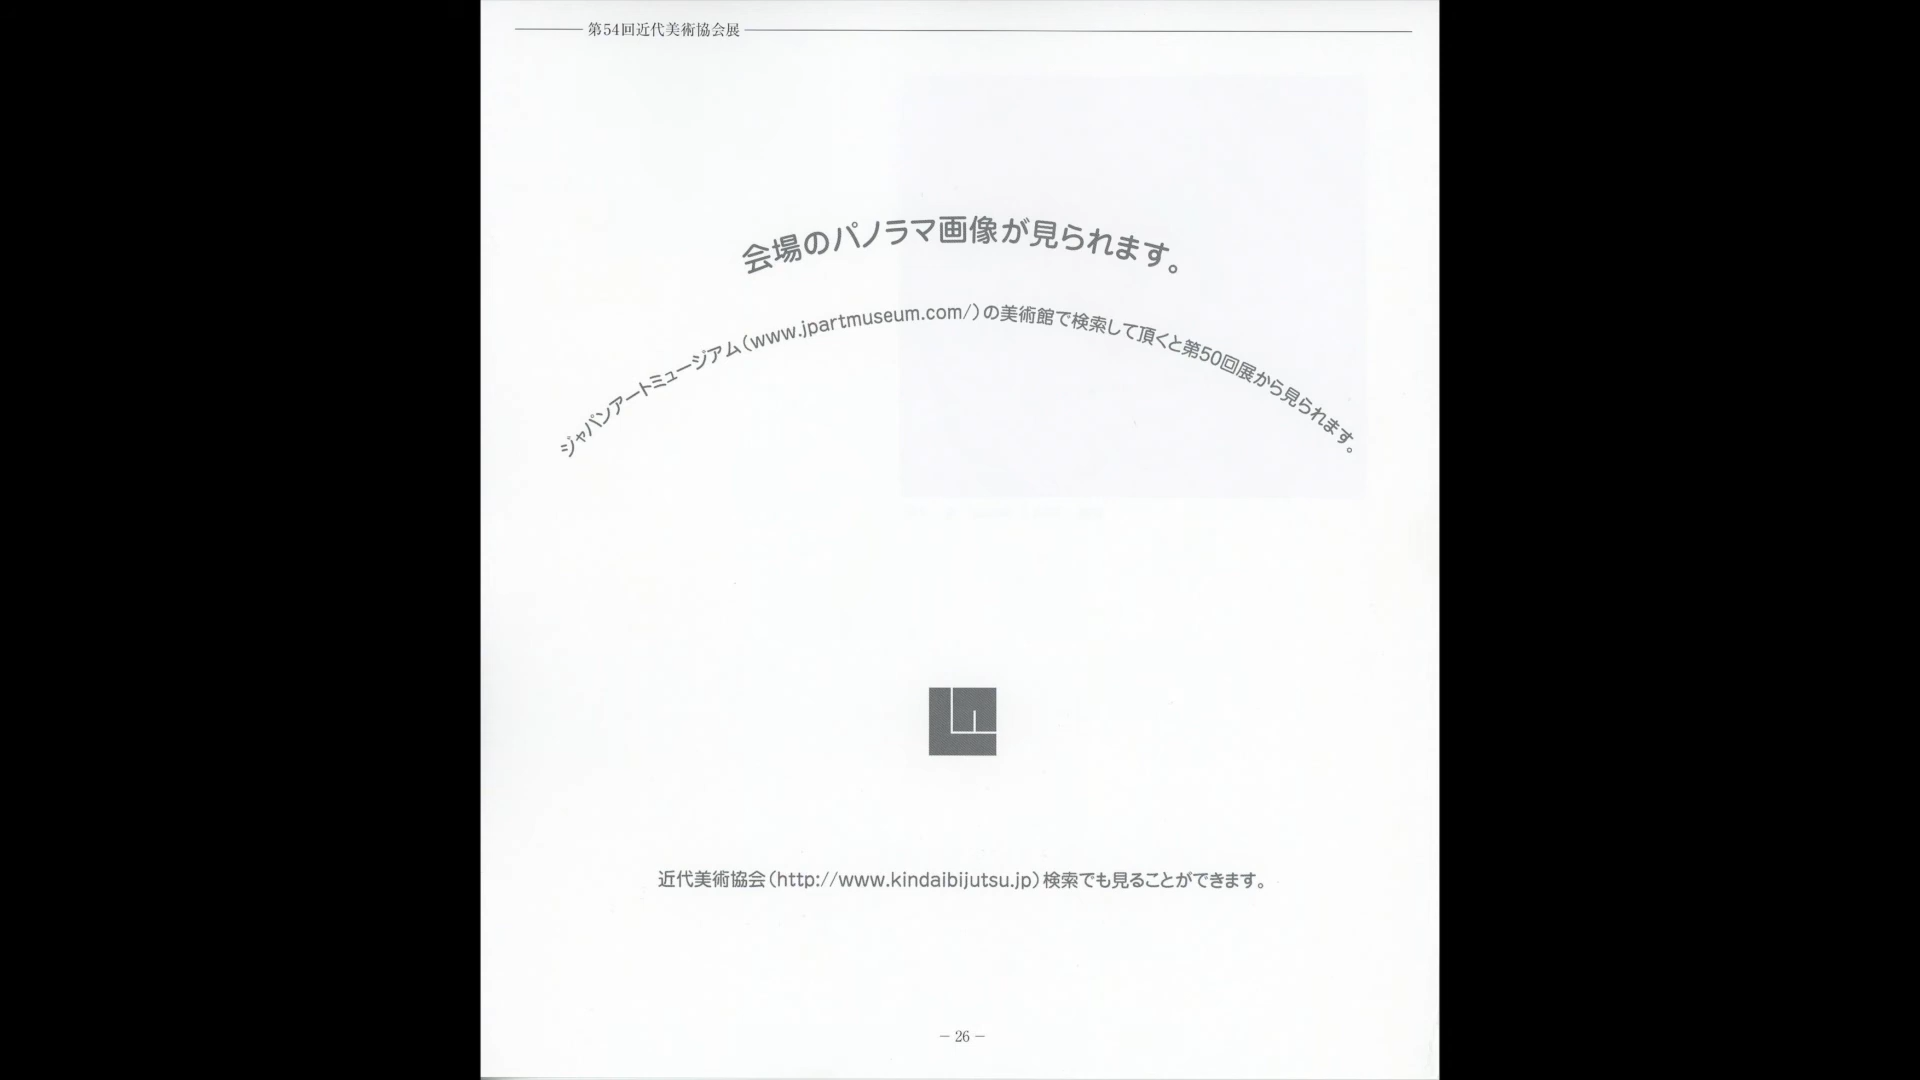 第54回近代美術協会展
会場のパノラマ画像が見られます。
ジャパンアートミュージアム(www.jpartmuseum.com/)の美術館で検索して頂くと第50回展から見られます。
近代美術協会(http://www.kindaibijutsu.jp)検索でも見ることができます。
− 26 −